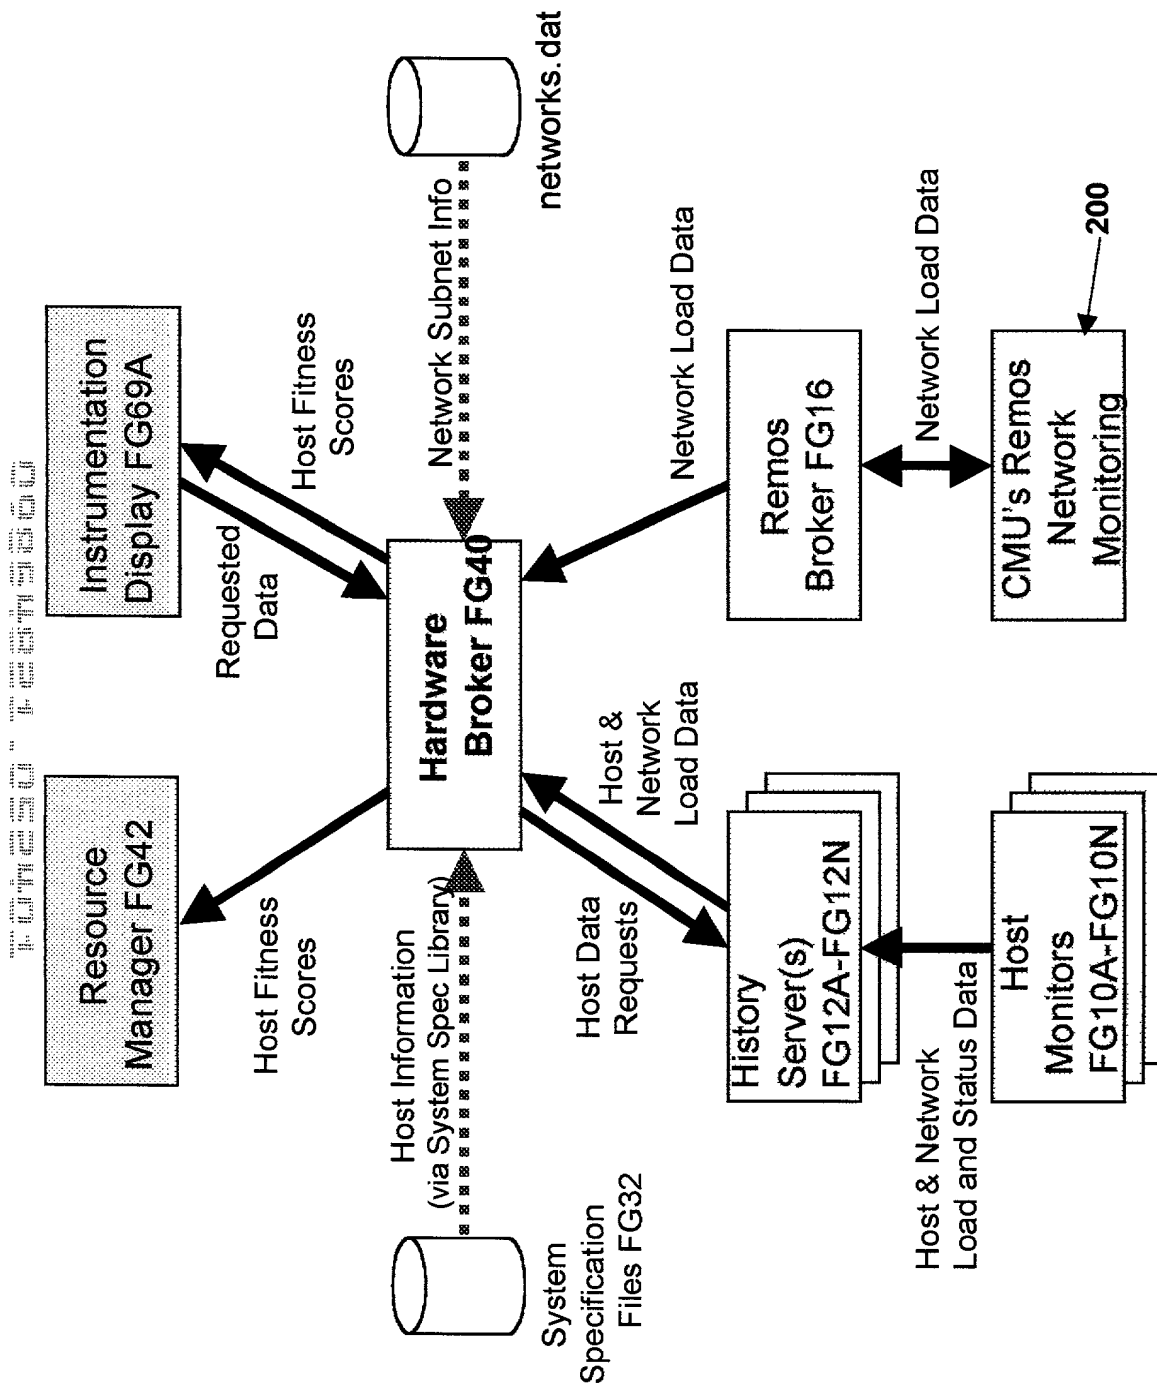 Resource
Manager FG42
Instrumentation
Display FG69A
Host Fitness
Scores
Requested
Data
Host Fitness
Scores
Host Information
(via System Spec Library)
Hardware
Broker FG40
Network Subnet Info
System
Specification
Files FG32
networks.dat
Host Data
Requests
Host &
Network
Load Data
Network Load Data
History
Server(s)
FG12A-FG12N
Remos
Broker FG16
Host & Network
Load and Status Data
Network Load Data
Host
Monitors
FG10A-FG10N
CMU's Remos
Network
Monitoring
200